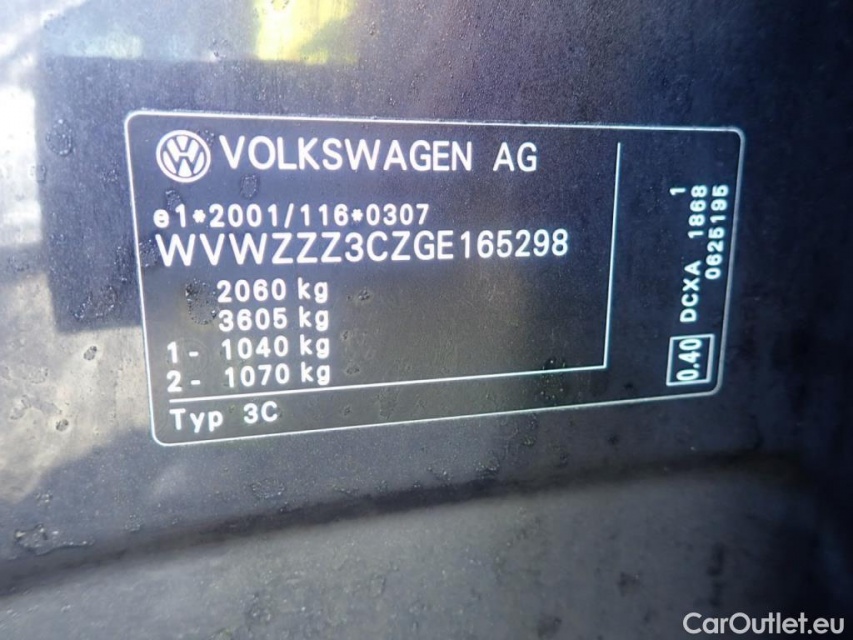 VOLKSWAGEN AG
e1*2001/116*0307
WVWZZZ3CZGE165298
2060 kg
3605 kg
1 - 1040 kg
2 - 1070 kg
Typ 3C
1
DCXA 1868
0625195
0.40
CarOutlet.eu